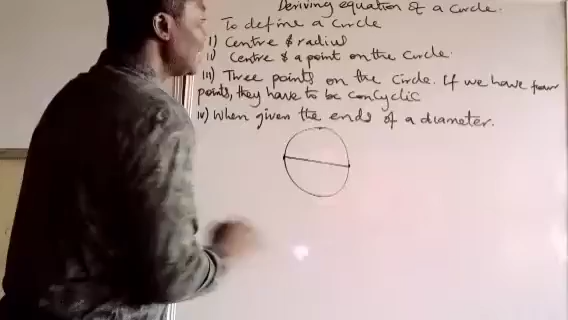 Deriving equation of a Circle.
To define a Circle
i) Centre & radius
ii) Centre & a point on the Circle.
iii) Three points on the Circle. If we have four
points, they have to be Concyclic
iv) When given the ends of a diameter.